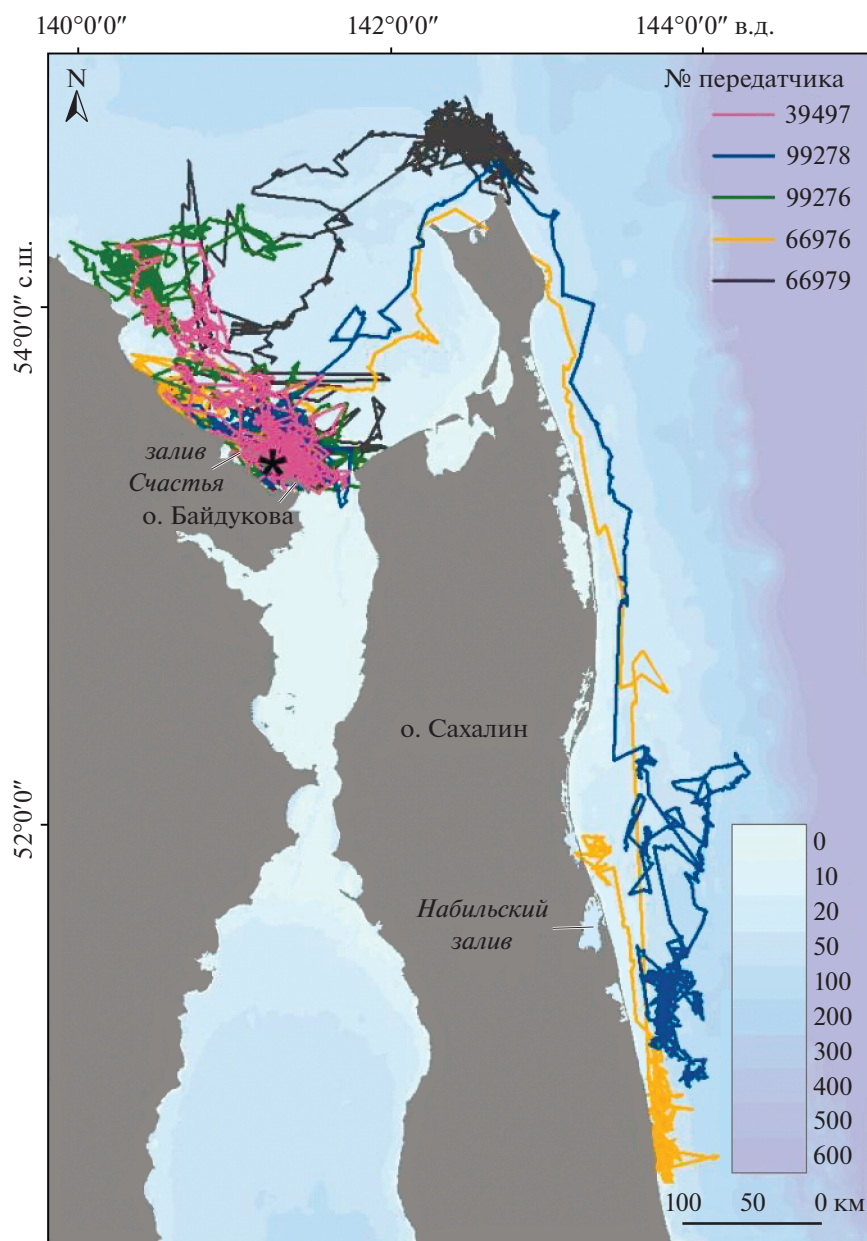 140°0′0″
142°0′0″
144°0′0″ в.д.
N
№ передатчика
39497
99278
99276
66976
66979
54°0′0″ с.ш.
залив
Счастья
о. Байдукова
о. Сахалин
52°0′0″
Набильский
залив
0
10
20
50
100
200
300
400
500
600
100 50 0 км